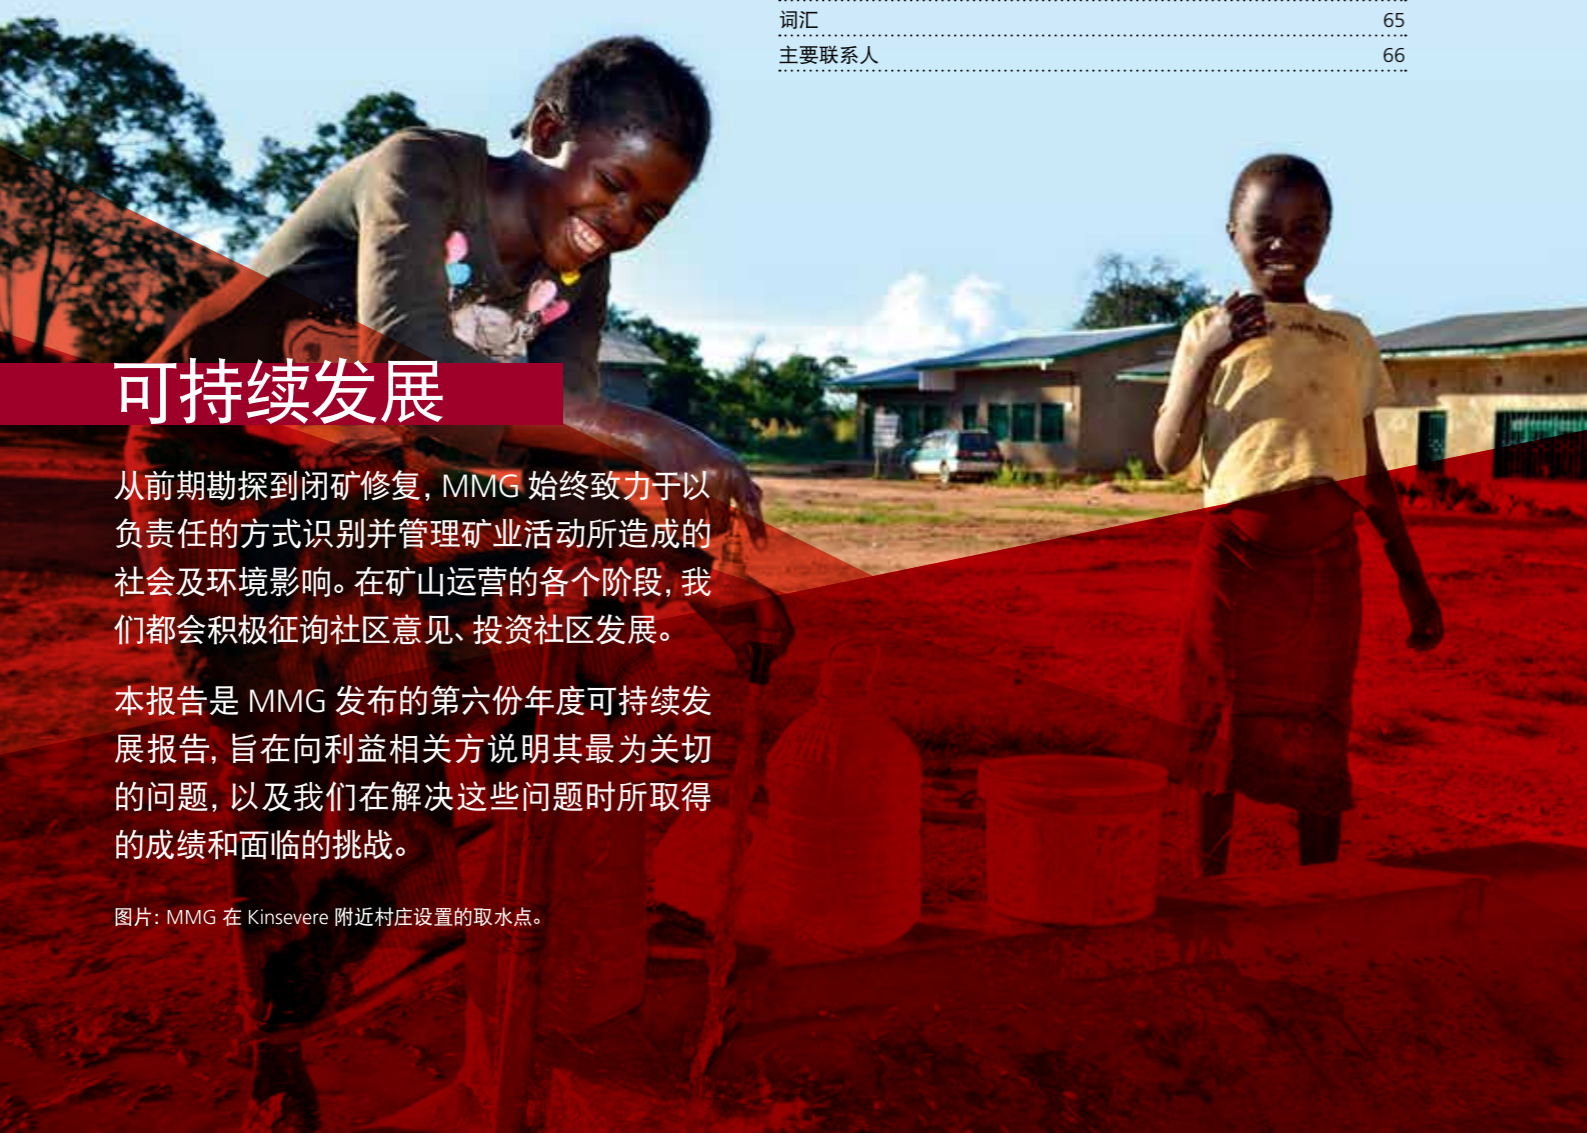 词汇 65
主要联系人 66
可持续发展
从前期勘探到闭矿修复，MMG 始终致力于以
负责任的方式识别并管理矿业活动所造成的
社会及环境影响。在矿山运营的各个阶段，我
们都会积极征询社区意见、投资社区发展。
本报告是 MMG 发布的第六份年度可持续发
展报告，旨在向利益相关方说明其最为关切
的问题，以及我们在解决这些问题时所取得
的成绩和面临的挑战。
图片：MMG 在 Kinsevere 附近村庄设置的取水点。